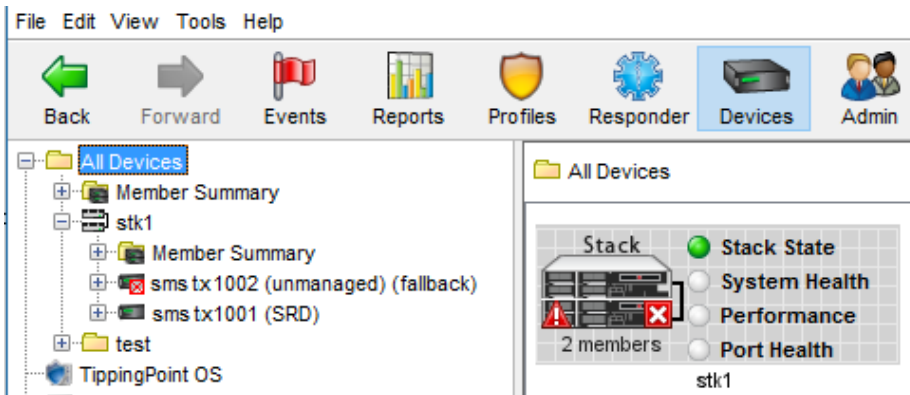 File Edit View Tools Help
Back Forward Events Reports Profiles Responder Devices Admin
All Devices
Member Summary
stk1
Member Summary
sms tx1002 (unmanaged) (fallback)
sms tx1001 (SRD)
test
TippingPoint OS
All Devices
Stack
2 members
Stack State
System Health
Performance
Port Health
stk1